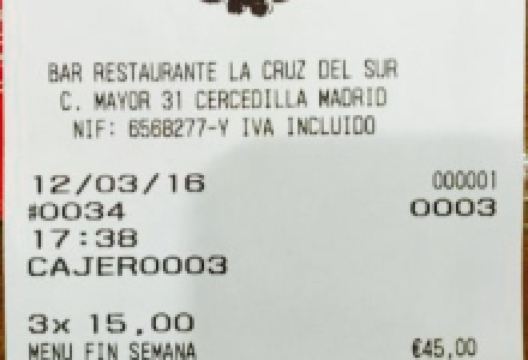 BAR RESTAURANTE LA CRUZ DEL SUR
C. MAYOR 31 CERCEDILLA MADRID
NIF: 6568277-Y IVA INCLUIDO
12/03/16 000001
#0034 0003
17:38
CAJERO0003
3x 15,00
MENU FIN SEMANA €45,00